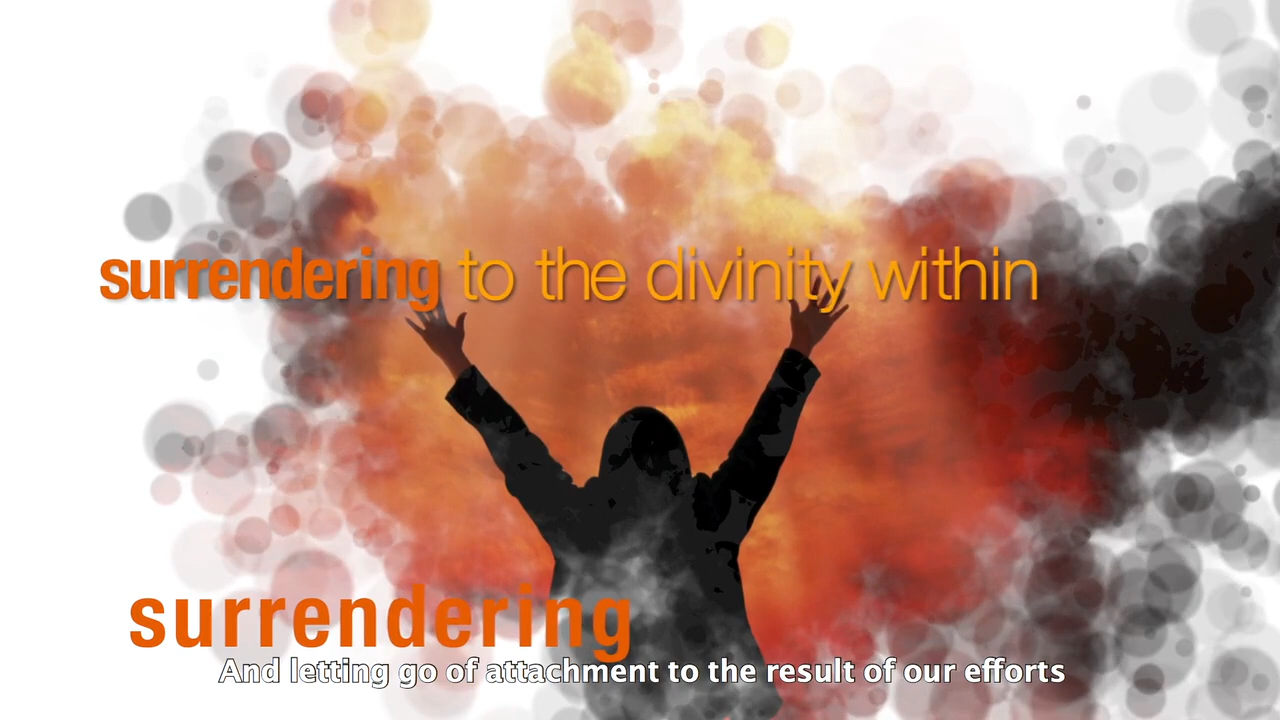 surrendering to the divinity within
surrendering
And letting go of attachment to the result of our efforts